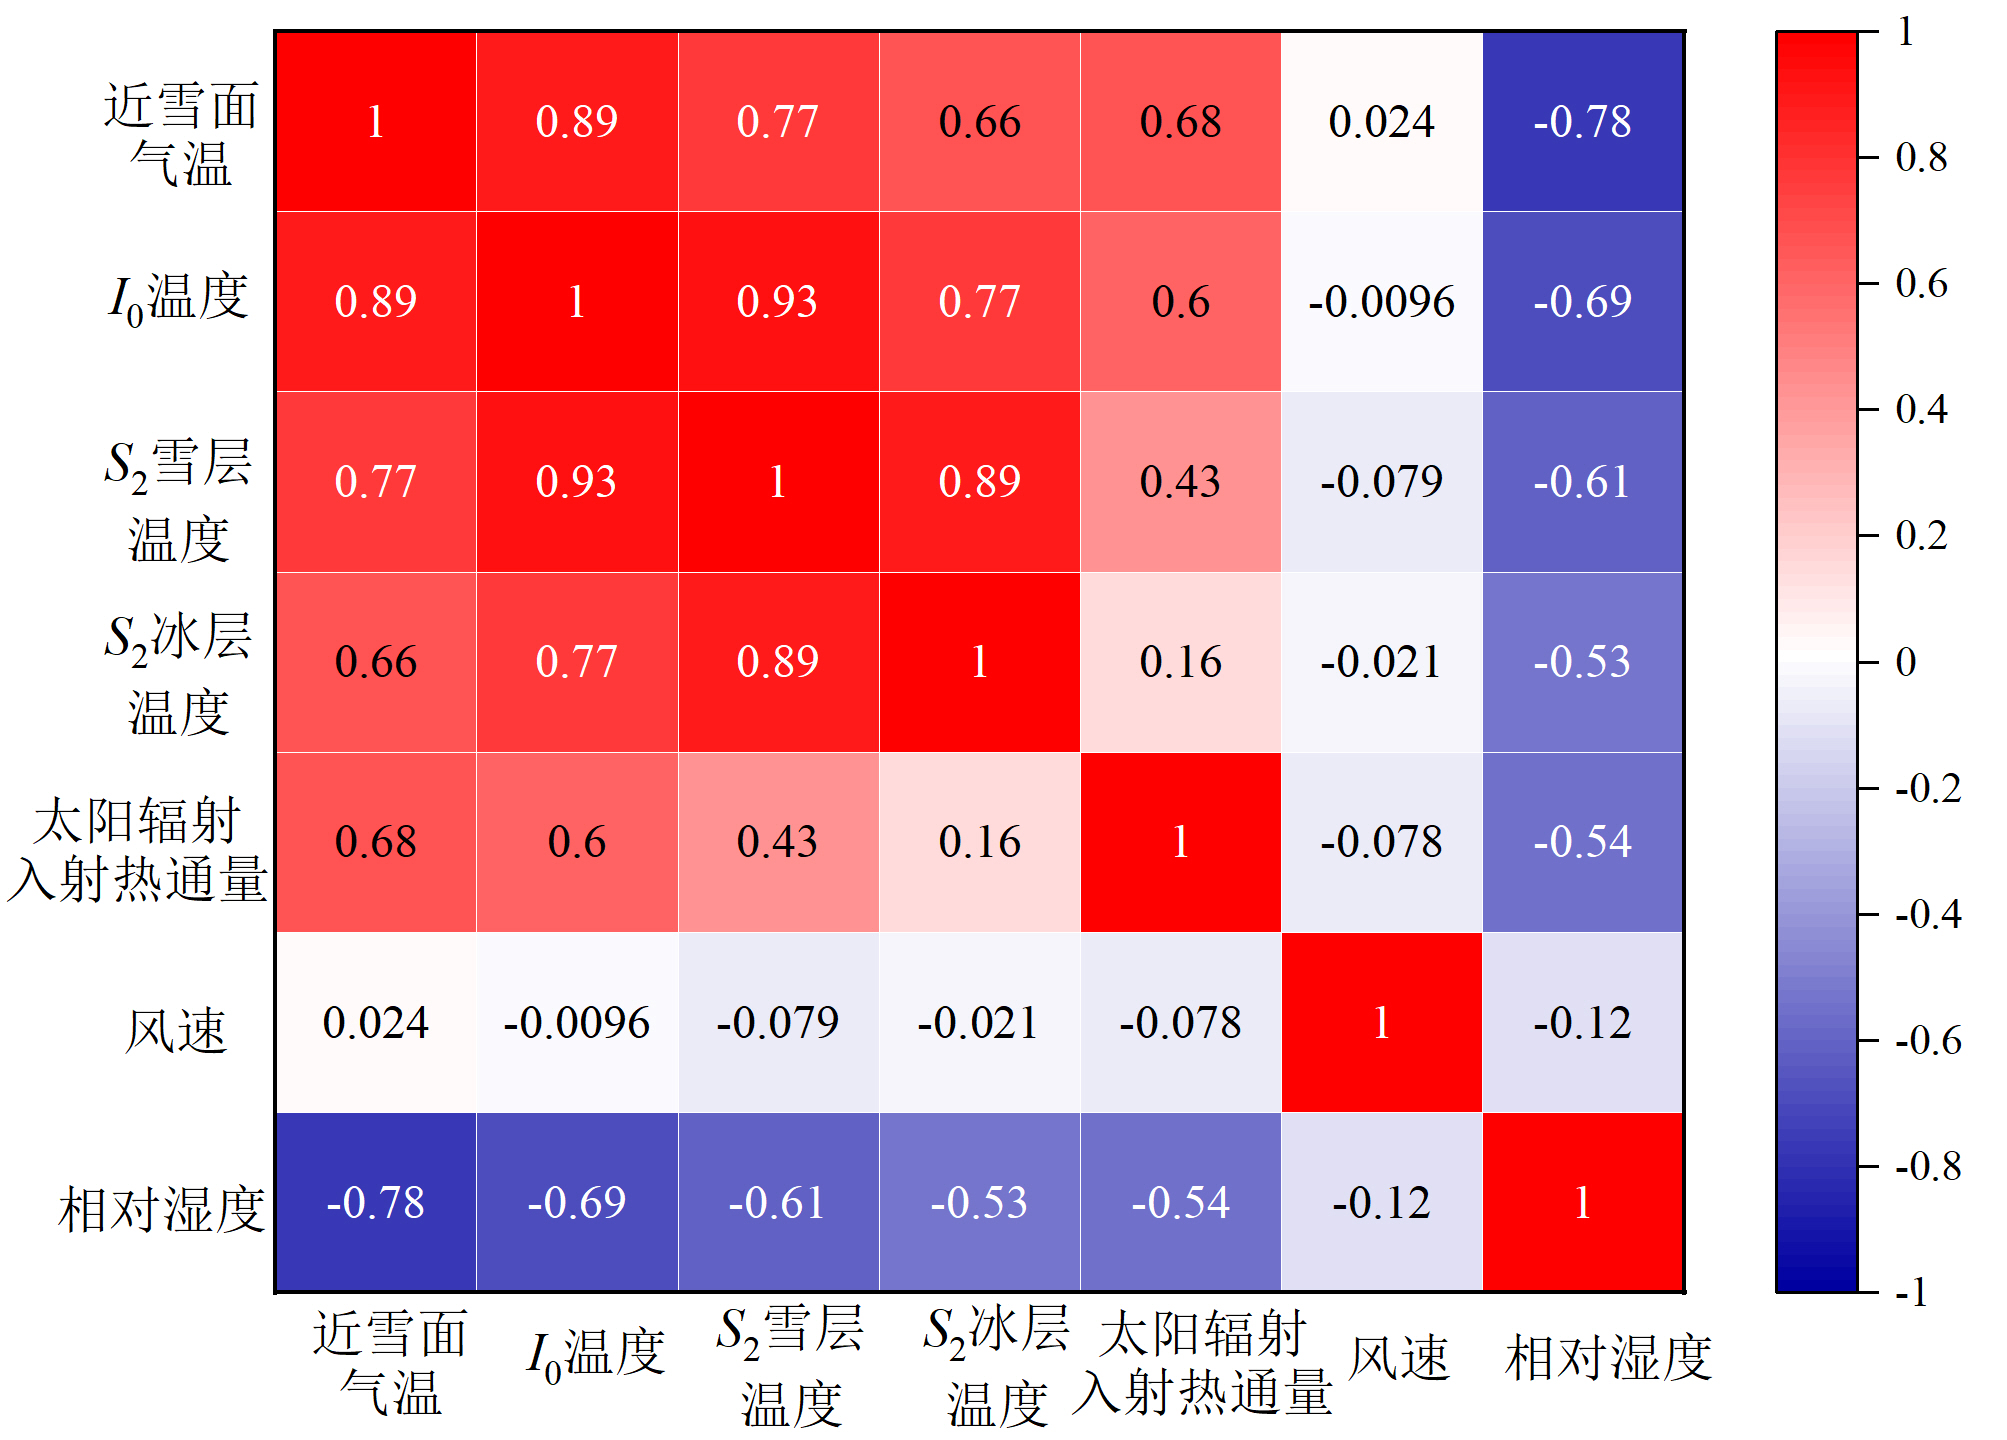 近雪面
气温
1 0.89 0.77 0.66 0.68 0.024 -0.78
I₀温度
0.89 1 0.93 0.77 0.6 -0.0096 -0.69
S₂雪层
温度
0.77 0.93 1 0.89 0.43 -0.079 -0.61
S₂冰层
温度
0.66 0.77 0.89 1 0.16 -0.021 -0.53
太阳辐射
入射热通量
0.68 0.6 0.43 0.16 1 -0.078 -0.54
风速
0.024 -0.0096 -0.079 -0.021 -0.078 1 -0.12
相对湿度
-0.78 -0.69 -0.61 -0.53 -0.54 -0.12 1
近雪面
气温
I₀温度
S₂雪层
温度
S₂冰层
温度
太阳辐射
入射热通量
风速
相对湿度
1
0.8
0.6
0.4
0.2
0
-0.2
-0.4
-0.6
-0.8
-1